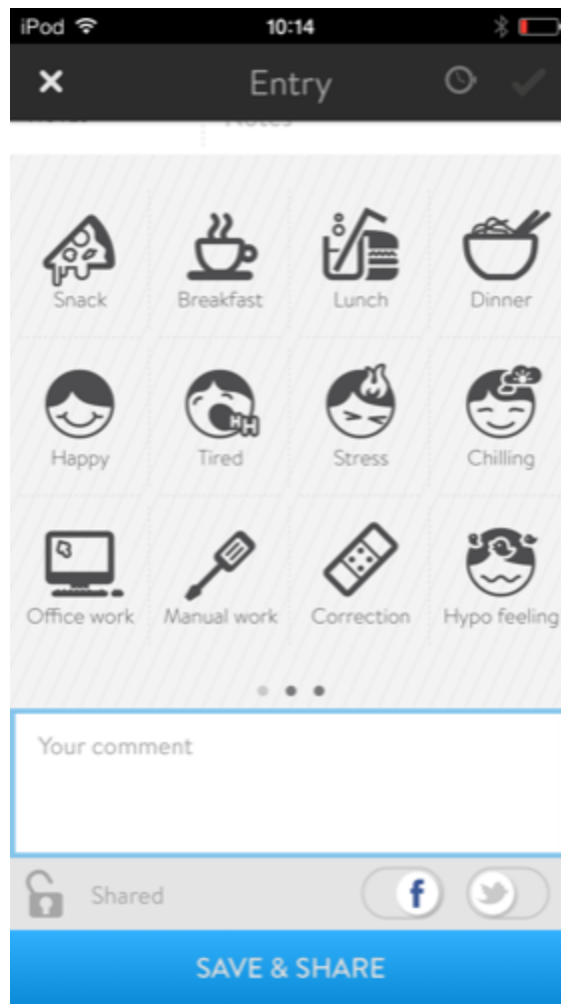 iPod 10:14
Entry
Notes
Snack Breakfast Lunch Dinner
Happy Tired Stress Chilling
HH
Office work Manual work Correction Hypo feeling
Your comment
Shared f
SAVE & SHARE